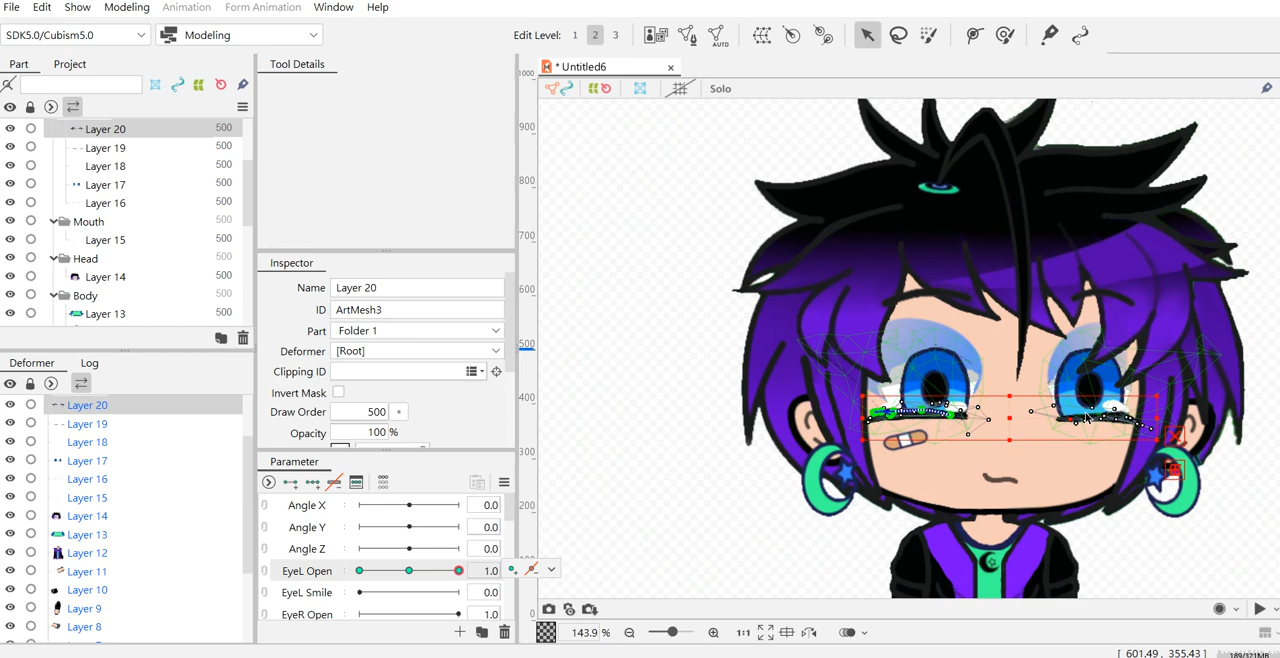 File Edit Show Modeling Animation Form Animation Window Help
SDK5.0/Cubism5.0 Modeling Edit Level: 1 2 3 AUTO
Part Project
Tool Details
* Untitled6 x
Solo
Layer 20 500
Layer 19 500
Layer 18 500
Layer 17 500
Layer 16 500
Mouth 500
Layer 15 500
Head 500
Layer 14 500
Body 500
Layer 13 500
Deformer Log
Layer 20
Layer 19
Layer 18
Layer 17
Layer 16
Layer 15
Layer 14
Layer 13
Layer 12
Layer 11
Layer 10
Layer 9
Layer 8
Inspector
Name Layer 20
ID ArtMesh3
Part Folder 1
Deformer [Root]
Clipping ID
Invert Mask
Draw Order 500
Opacity 100 %
Parameter
Angle X : 0.0
Angle Y : 0.0
Angle Z : 0.0
EyeL Open : 1.0
EyeL Smile : 0.0
EyeR Open : 1.0
1000
900
800
700
600
500
400
300
200
0
143.9 % 1:1
[ 601.49 , 355.43 ] 189/321MB